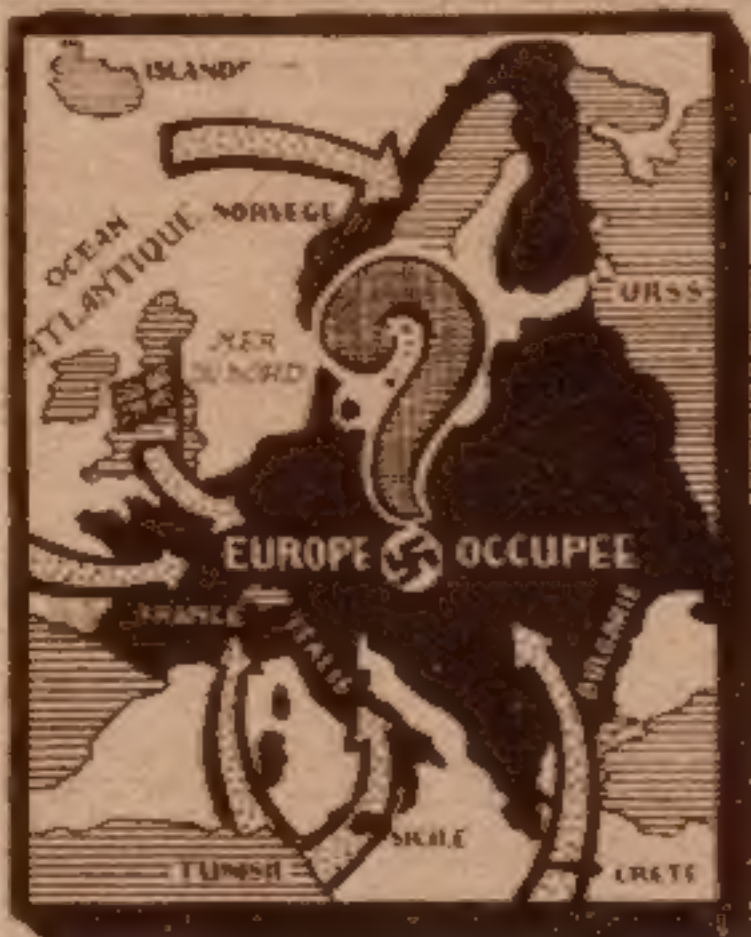 ISLANDE
NORVEGE
OCEAN
ATLANTIQUE
MER
DU NORD
URSS
EUROPE OCCUPEE
FRANCE
ITALIE
BULGARIE
SICILE
TUNISIE
CRETE